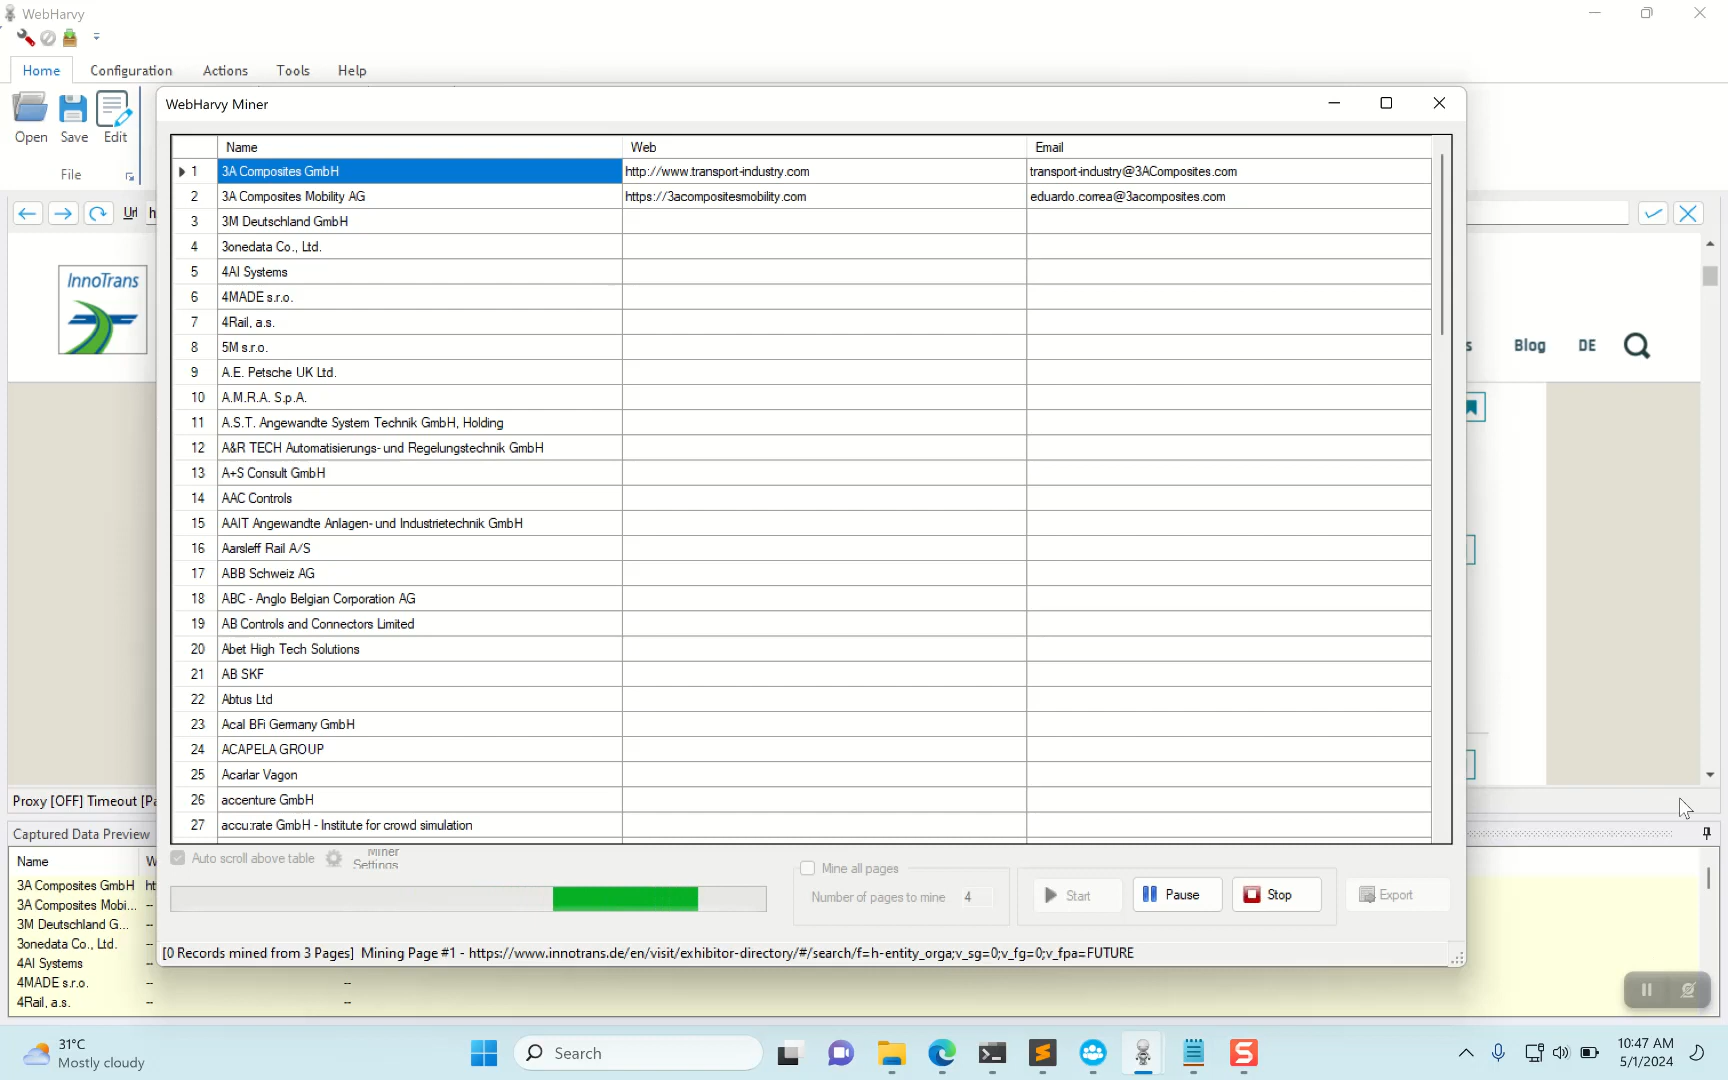 WebHarvy
Home Configuration Actions Tools Help
Open Save Edit
File
WebHarvy Miner
Url h
InnoTrans
s Blog DE
Name Web Email
1 3A Composites GmbH http://www.transport-industry.com transport-industry@3AComposites.com
2 3A Composites Mobility AG https://3acompositesmobility.com eduardo.correa@3acomposites.com
3 3M Deutschland GmbH
4 3onedata Co., Ltd.
5 4AI Systems
6 4MADE s.r.o.
7 4Rail, a.s.
8 5M s.r.o.
9 A.E. Petsche UK Ltd.
10 A.M.R.A. S.p.A.
11 A.S.T. Angewandte System Technik GmbH, Holding
12 A&R TECH Automatisierungs- und Regelungstechnik GmbH
13 A+S Consult GmbH
14 AAC Controls
15 AAIT Angewandte Anlagen- und Industrietechnik GmbH
16 Aarsleff Rail A/S
17 ABB Schweiz AG
18 ABC - Anglo Belgian Corporation AG
19 AB Controls and Connectors Limited
20 Abet High Tech Solutions
21 AB SKF
22 Abtus Ltd
23 Acal BFi Germany GmbH
24 ACAPELA GROUP
25 Acarlar Vagon
26 accenture GmbH
27 accu:rate GmbH - Institute for crowd simulation
Auto scroll above table Miner Settings
Mine all pages
Number of pages to mine 4
Start Pause Stop Export
[0 Records mined from 3 Pages] Mining Page #1 - https://www.innotrans.de/en/visit/exhibitor-directory/#/search/f=h-entity_orga;v_sg=0;v_fg=0;v_fpa=FUTURE
Proxy [OFF] Timeout [Pa
Captured Data Preview
Name W
3A Composites GmbH ht
3A Composites Mobi... --
3M Deutschland G... --
3onedata Co., Ltd. --
4AI Systems --
4MADE s.r.o. -- --
4Rail, a.s. -- --
31°C
Mostly cloudy
Search
10:47 AM
5/1/2024